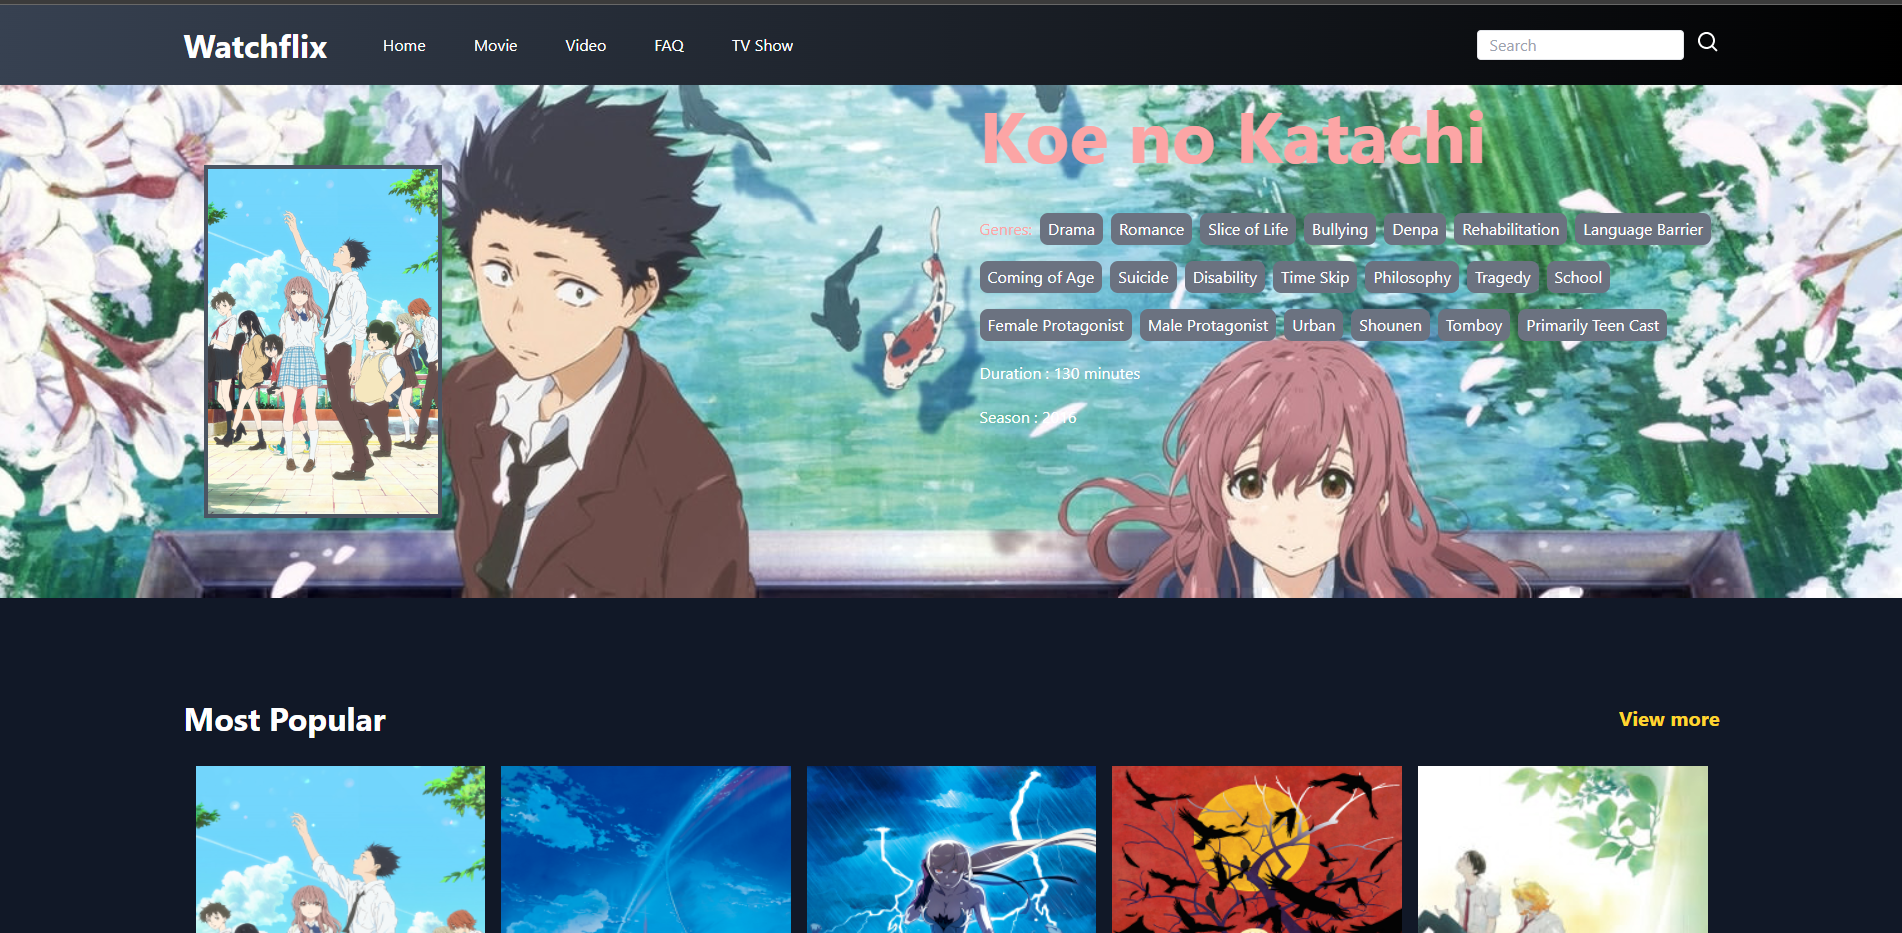 Watchflix Home Movie Video FAQ TV Show Search
Koe no Katachi
Genres: Drama Romance Slice of Life Bullying Denpa Rehabilitation Language Barrier
Coming of Age Suicide Disability Time Skip Philosophy Tragedy School
Female Protagonist Male Protagonist Urban Shounen Tomboy Primarily Teen Cast
Duration : 130 minutes
Season : 2016
Most Popular View more